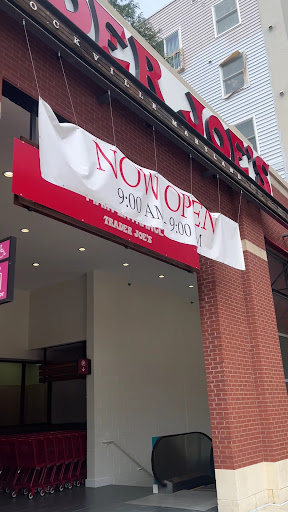 DER JOE'S
ROCKVILLE MARYLAND
NOW OPEN
9:00 AM-9:00 M
TRADER JOE'S